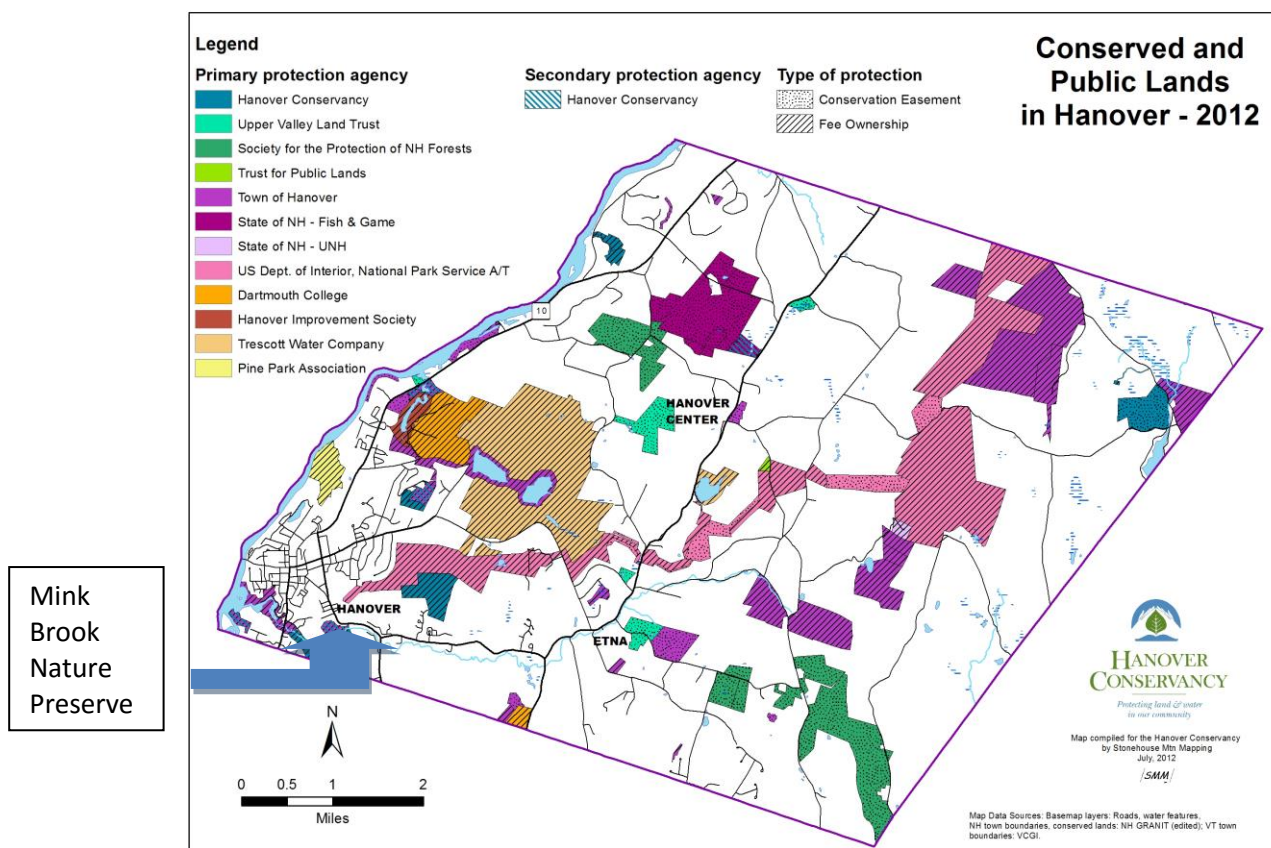 Legend
Primary protection agency
Hanover Conservancy
Upper Valley Land Trust
Society for the Protection of NH Forests
Trust for Public Lands
Town of Hanover
State of NH - Fish & Game
State of NH - UNH
US Dept. of Interior, National Park Service A/T
Dartmouth College
Hanover Improvement Society
Trescott Water Company
Pine Park Association
Secondary protection agency
Hanover Conservancy
Type of protection
Conservation Easement
Fee Ownership
Conserved and
Public Lands
in Hanover - 2012
10
HANOVER
CENTER
HANOVER
ETNA
Mink
Brook
Nature
Preserve
N
0 0.5 1 2
Miles
HANOVER
CONSERVANCY
Protecting land & water
in our community
Map compiled for the Hanover Conservancy
by Stonehouse Mtn Mapping
July, 2012
/SMM/
Map Data Sources: Basemap layers: Roads, water features,
NH town boundaries, conserved lands: NH GRANIT (edited); VT town
boundaries: VCGI.